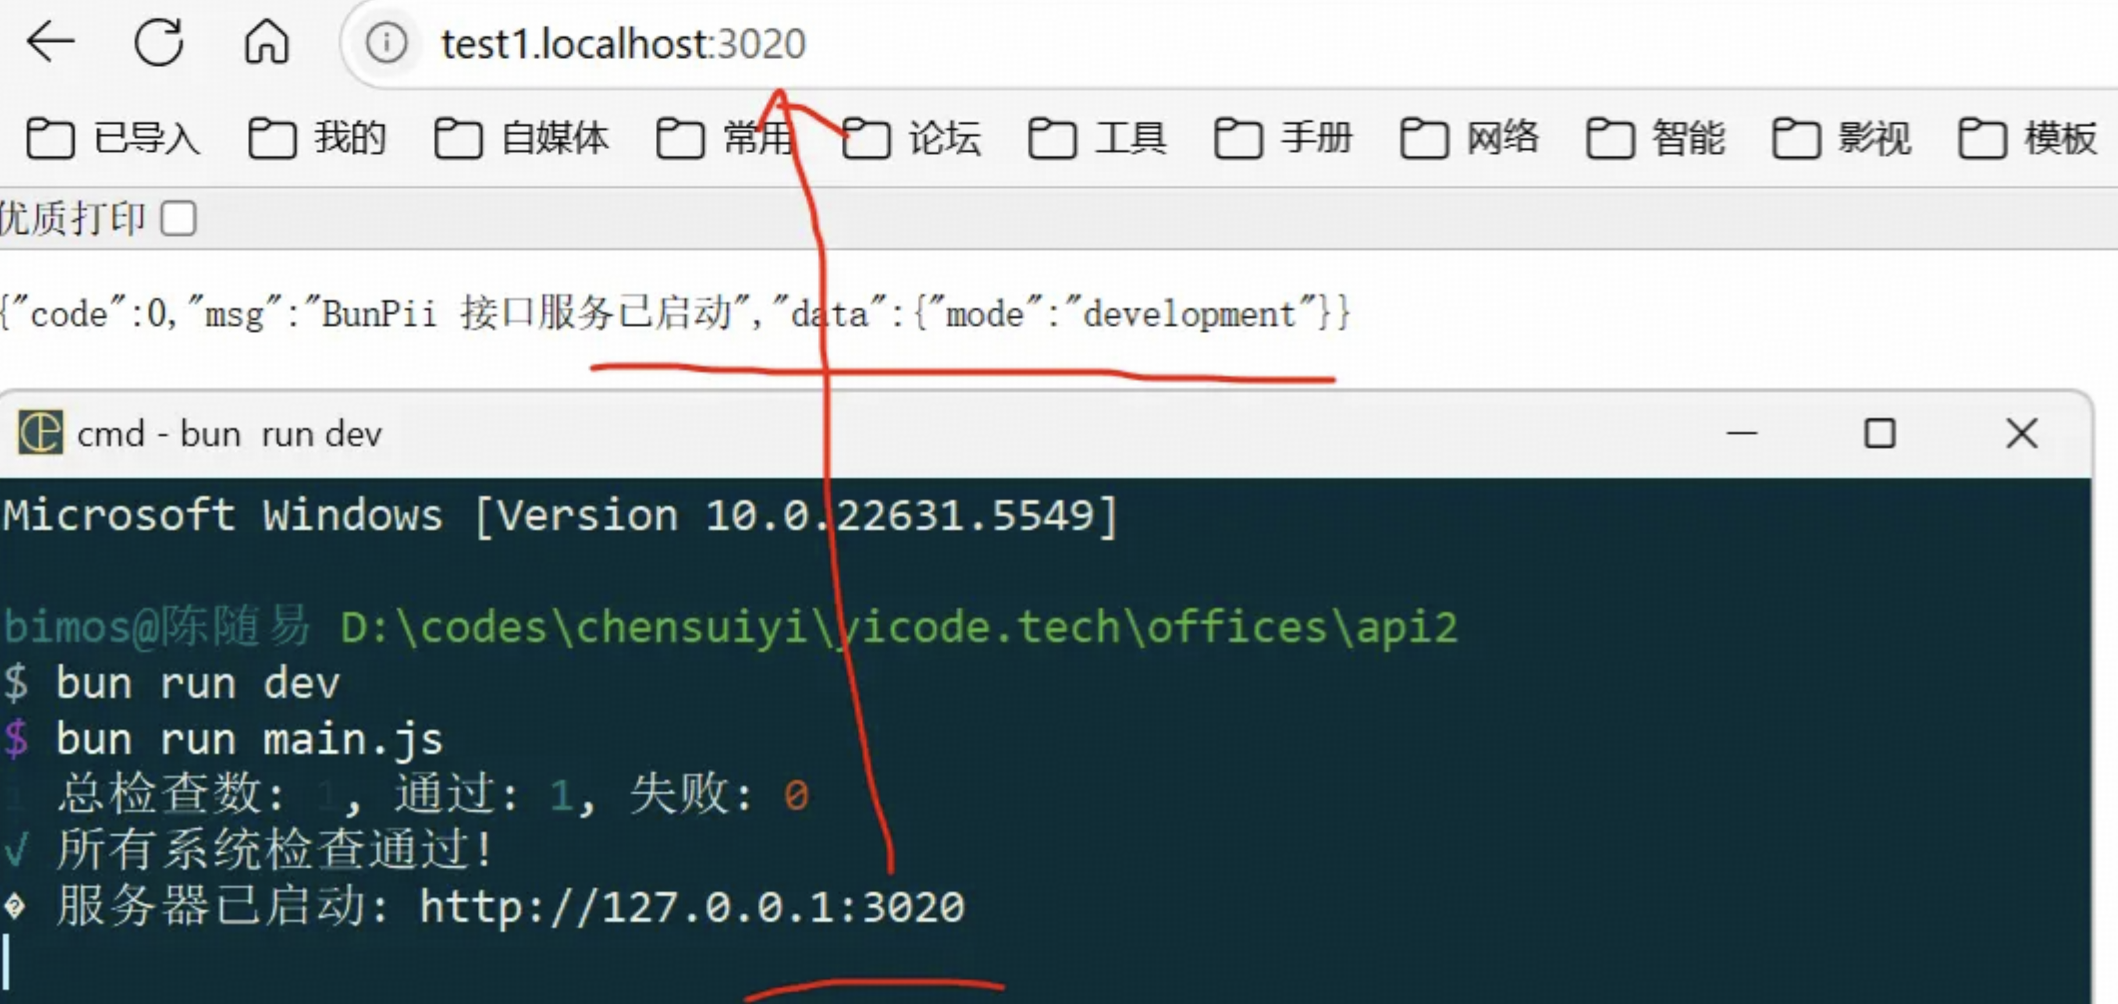 test1.localhost:3020
已导入 我的 自媒体 常用 论坛 工具 手册 网络 智能 影视 模板
优质打印
{"code":0,"msg":"BunPii 接口服务已启动","data":{"mode":"development"}}
cmd - bun  run dev
Microsoft Windows [Version 10.0.22631.5549]
bimos@陈随易 D:\codes\chensuiyi\yicode.tech\offices\api2
$ bun run dev
$ bun run main.js
总检查数: 1, 通过: 1, 失败: 0
√ 所有系统检查通过!
� 服务器已启动: http://127.0.0.1:3020